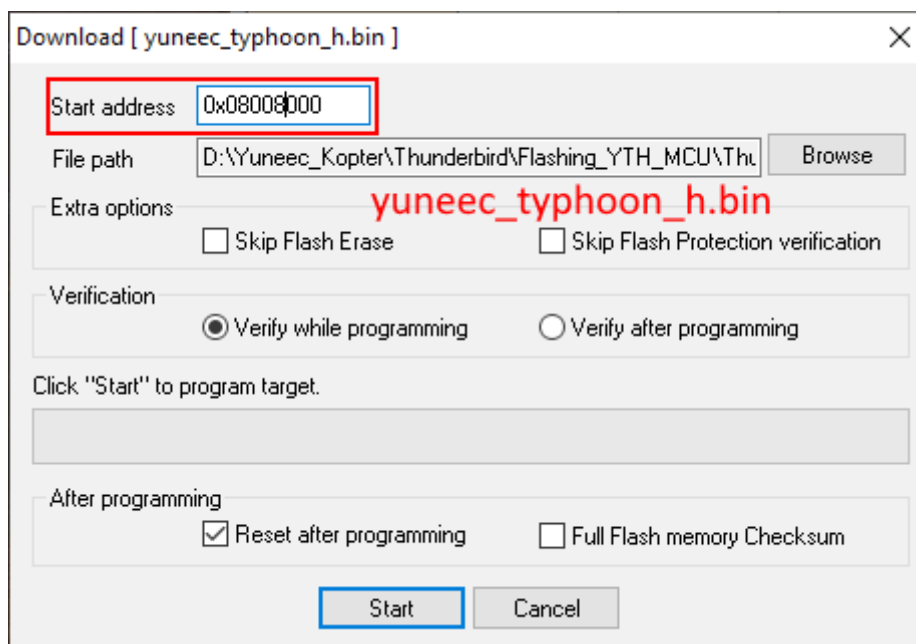 Download [ yuneec_typhoon_h.bin ]
Start address 0x08008000
File path D:\Yuneec_Kopter\Thunderbird\Flashing_YTH_MCU\Thu Browse
yuneec_typhoon_h.bin
Extra options
Skip Flash Erase Skip Flash Protection verification
Verification
Verify while programming Verify after programming
Click "Start" to program target.
After programming
Reset after programming Full Flash memory Checksum
Start Cancel